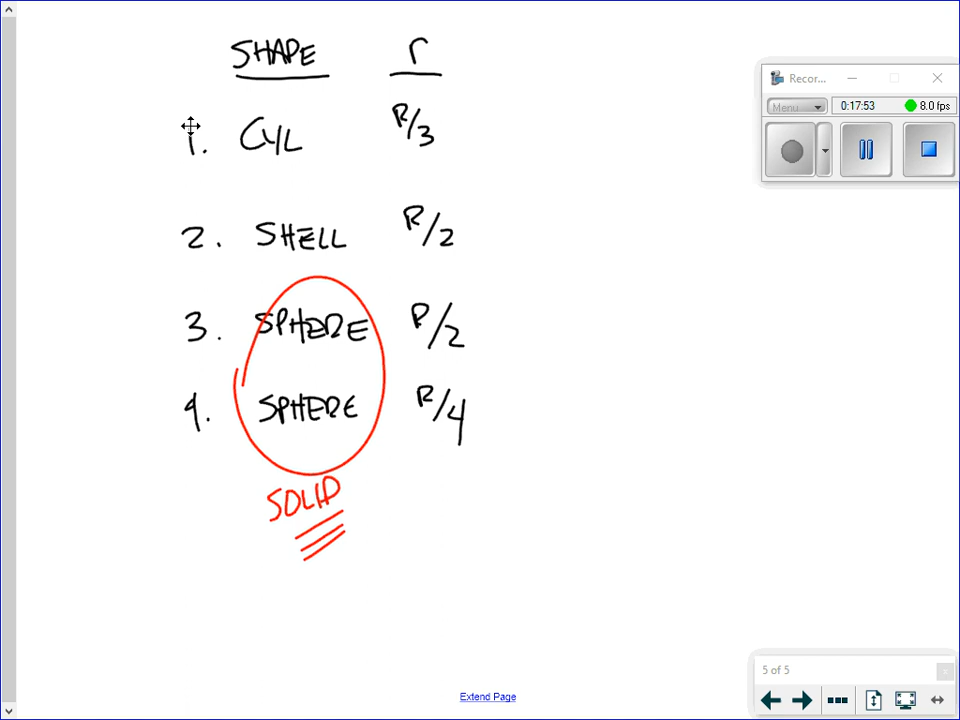 SHAPE r
1. CYL R/3
2. SHELL R/2
3. SPHERE R/2
4. SPHERE R/4
SOLID
Recor...
Menu 0:17:53 8.0 fps
5 of 5
Extend Page